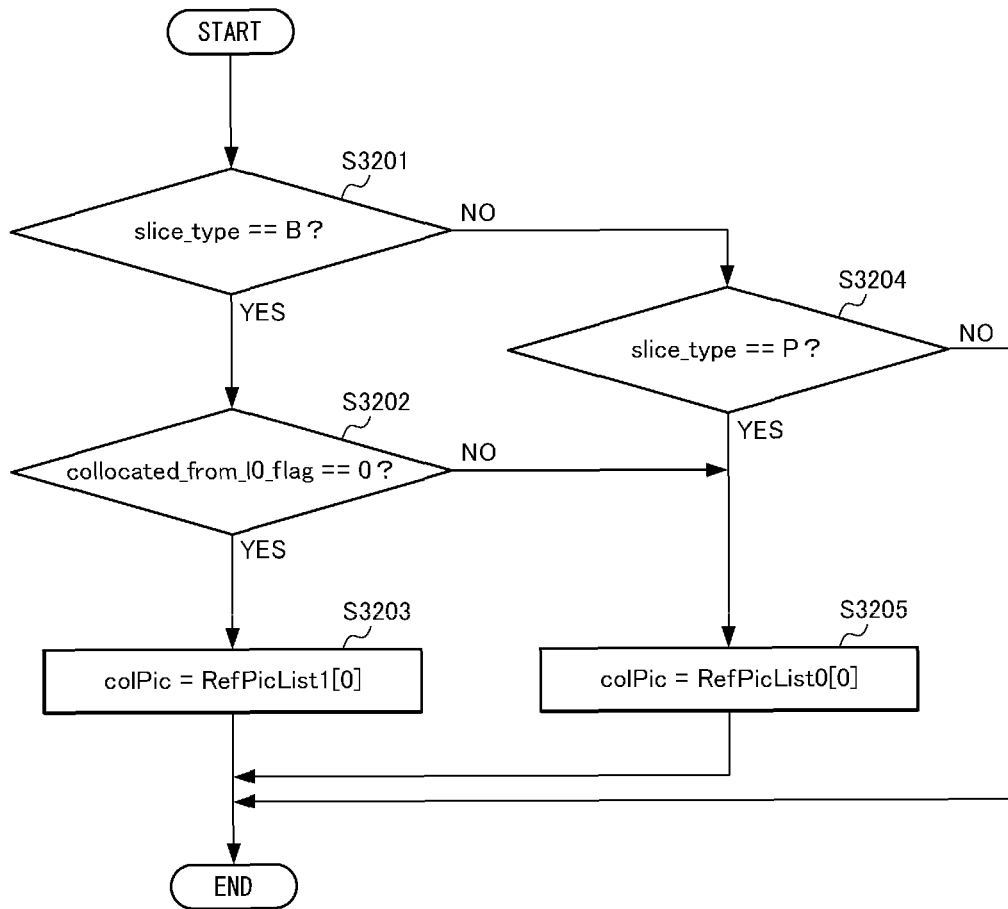 START
S3201
slice_type == B?
NO
YES
S3204
slice_type == P?
NO
YES
S3202
collocated_from_l0_flag == 0?
NO
YES
S3203
colPic = RefPicList1[0]
S3205
colPic = RefPicList0[0]
END